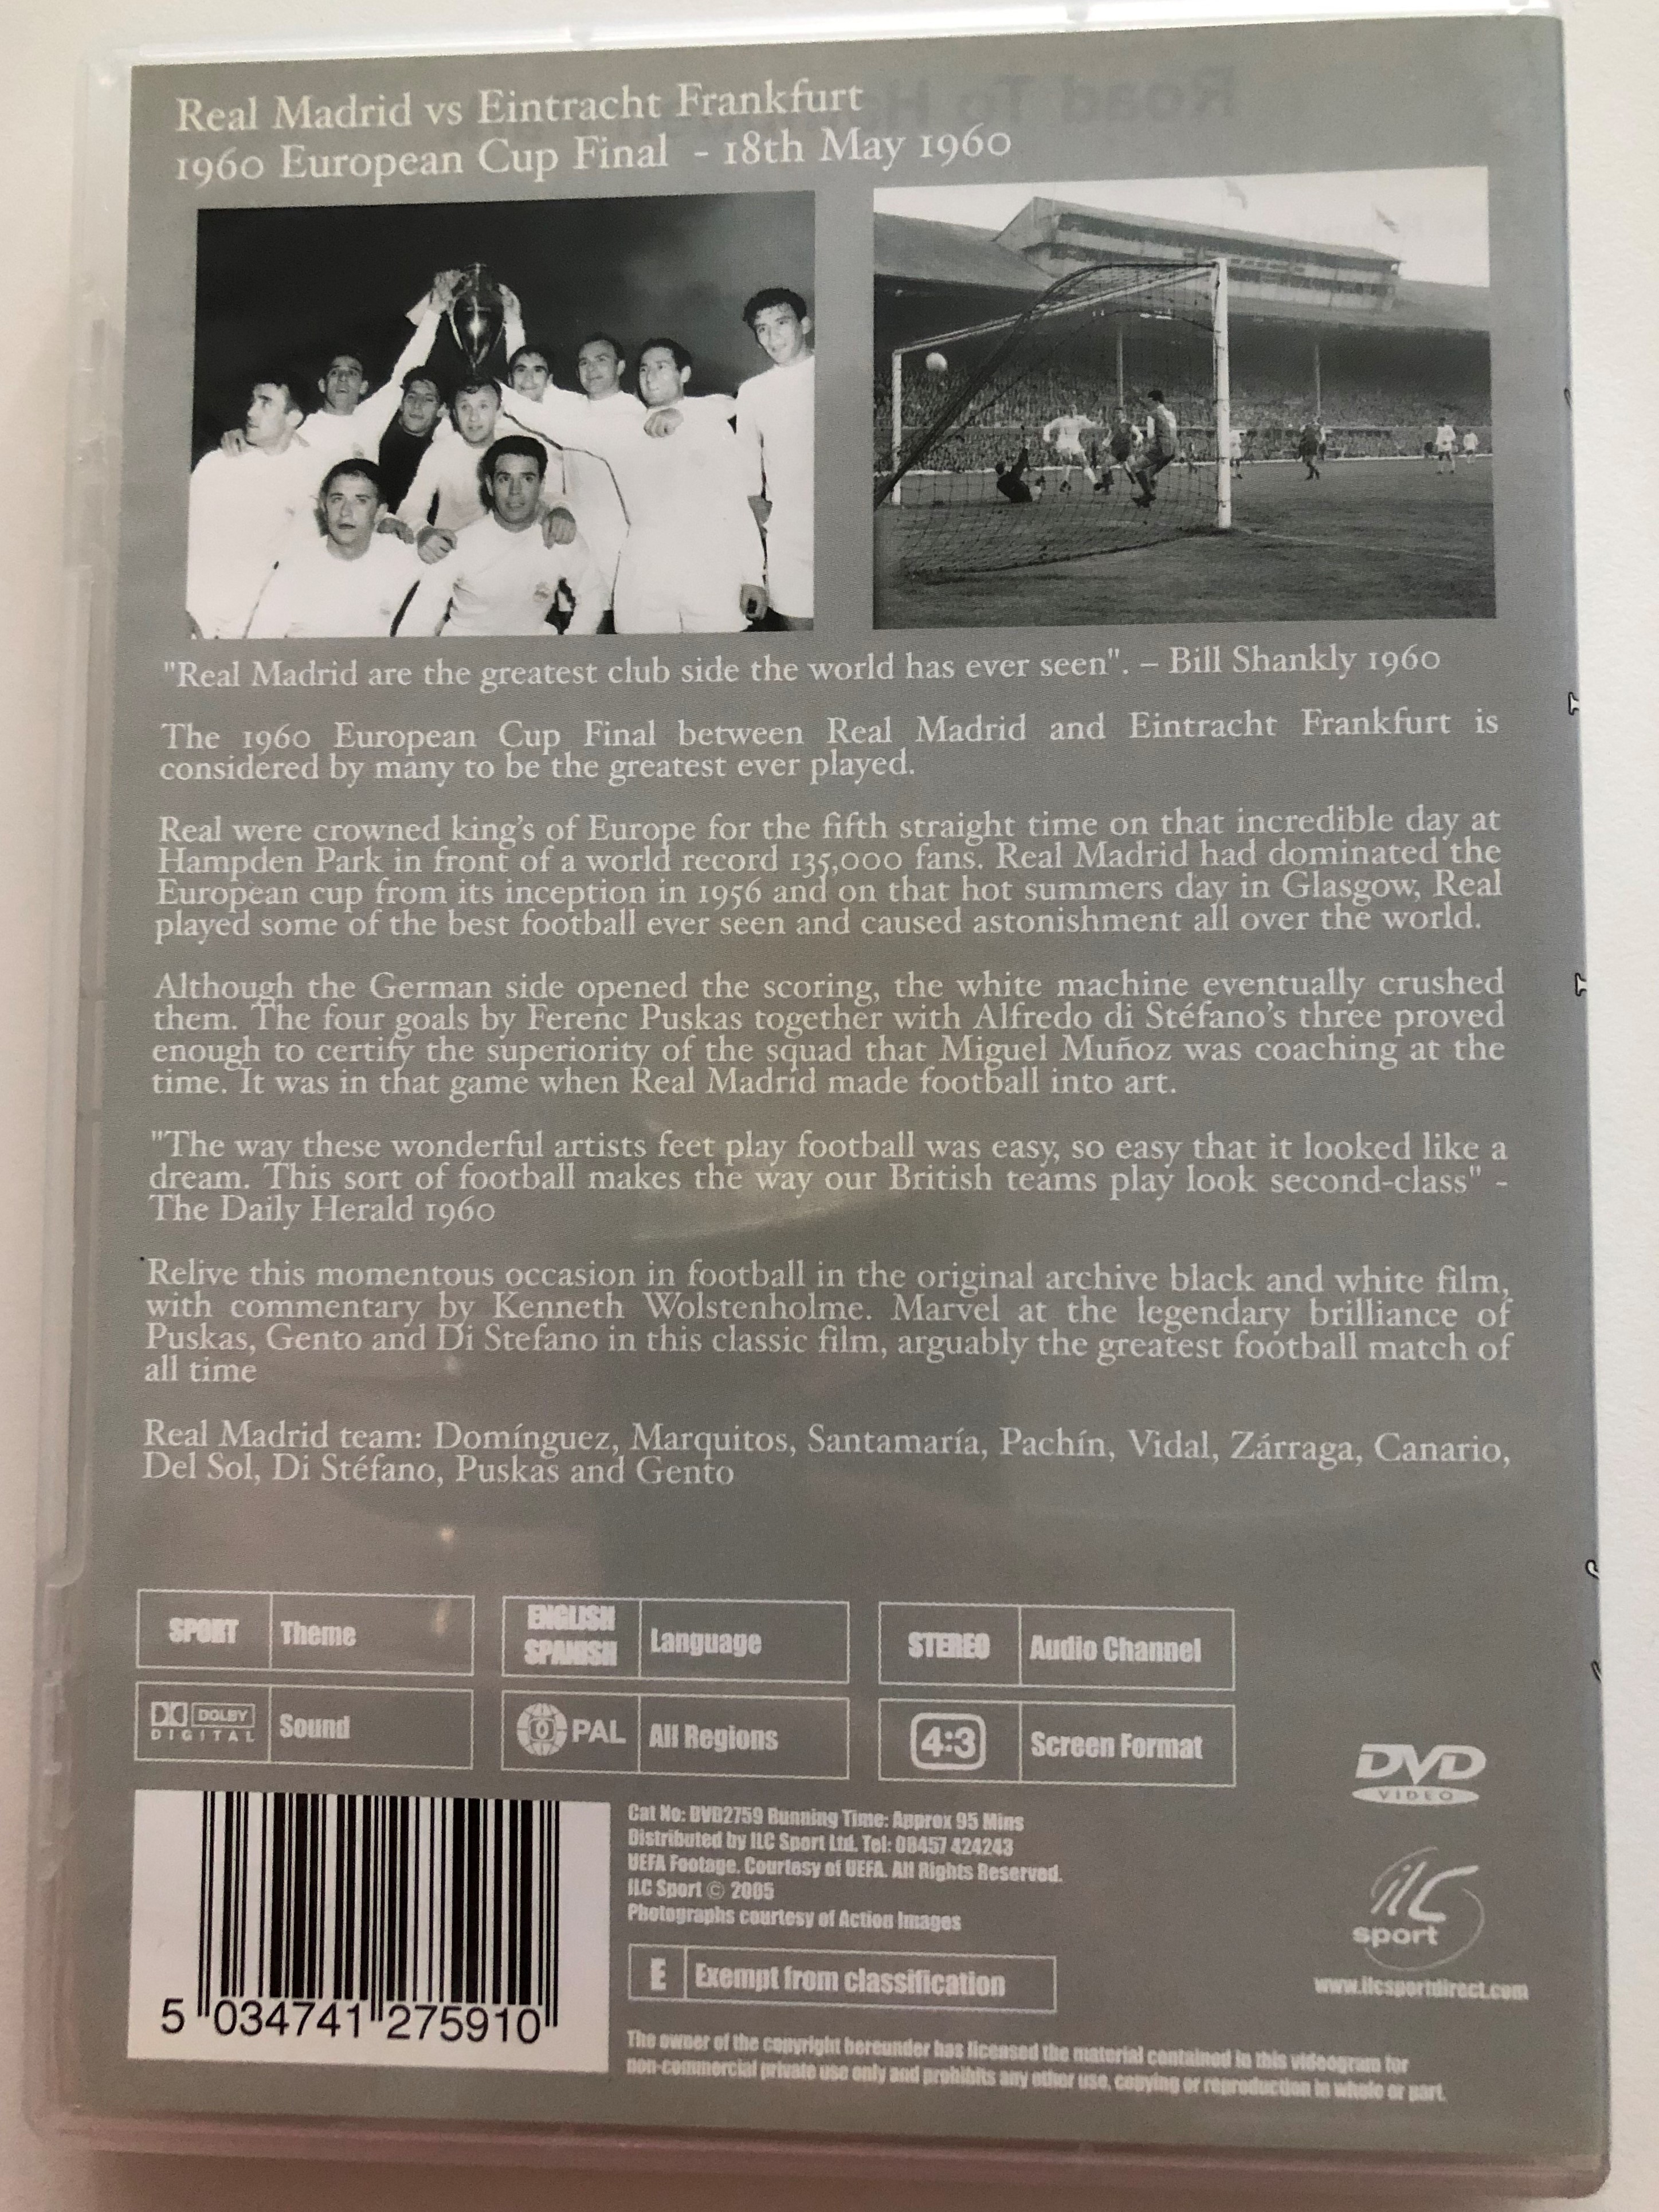 Real Madrid vs Eintracht Frankfurt
1960 European Cup Final - 18th May 1960
"Real Madrid are the greatest club side the world has ever seen". – Bill Shankly 1960
The 1960 European Cup Final between Real Madrid and Eintracht Frankfurt is
considered by many to be the greatest ever played.
Real were crowned king's of Europe for the fifth straight time on that incredible day at
Hampden Park in front of a world record 135,000 fans. Real Madrid had dominated the
European cup from its inception in 1956 and on that hot summers day in Glasgow, Real
played some of the best football ever seen and caused astonishment all over the world.
Although the German side opened the scoring, the white machine eventually crushed
them. The four goals by Ferenc Puskas together with Alfredo di Stéfano's three proved
enough to certify the superiority of the squad that Miguel Muñoz was coaching at the
time. It was in that game when Real Madrid made football into art.
"The way these wonderful artists feet play football was easy, so easy that it looked like a
dream. This sort of football makes the way our British teams play look second-class" -
The Daily Herald 1960
Relive this momentous occasion in football in the original archive black and white film,
with commentary by Kenneth Wolstenholme. Marvel at the legendary brilliance of
Puskas, Gento and Di Stefano in this classic film, arguably the greatest football match of
all time
Real Madrid team: Domínguez, Marquitos, Santamaría, Pachín, Vidal, Zárraga, Canario,
Del Sol, Di Stéfano, Puskas and Gento
SPORT Theme
ENGLISH
SPANISH Language
STEREO Audio Channel
DOLBY
DIGITAL Sound
0 PAL All Regions
4:3 Screen Format
DVD
VIDEO
Cat No: DVD2759 Running Time: Approx 95 Mins
Distributed by ILC Sport Ltd. Tel: 08457 424243
UEFA Footage. Courtesy of UEFA. All Rights Reserved.
ILC Sport © 2005
Photographs courtesy of Action Images
E Exempt from classification
ilc
sport
www.ilcsportdirect.com
5 034741 275910
The owner of the copyright hereunder has licensed the material contained in this videogram for
non-commercial private use only and prohibits any other use, copying or reproduction in whole or part.